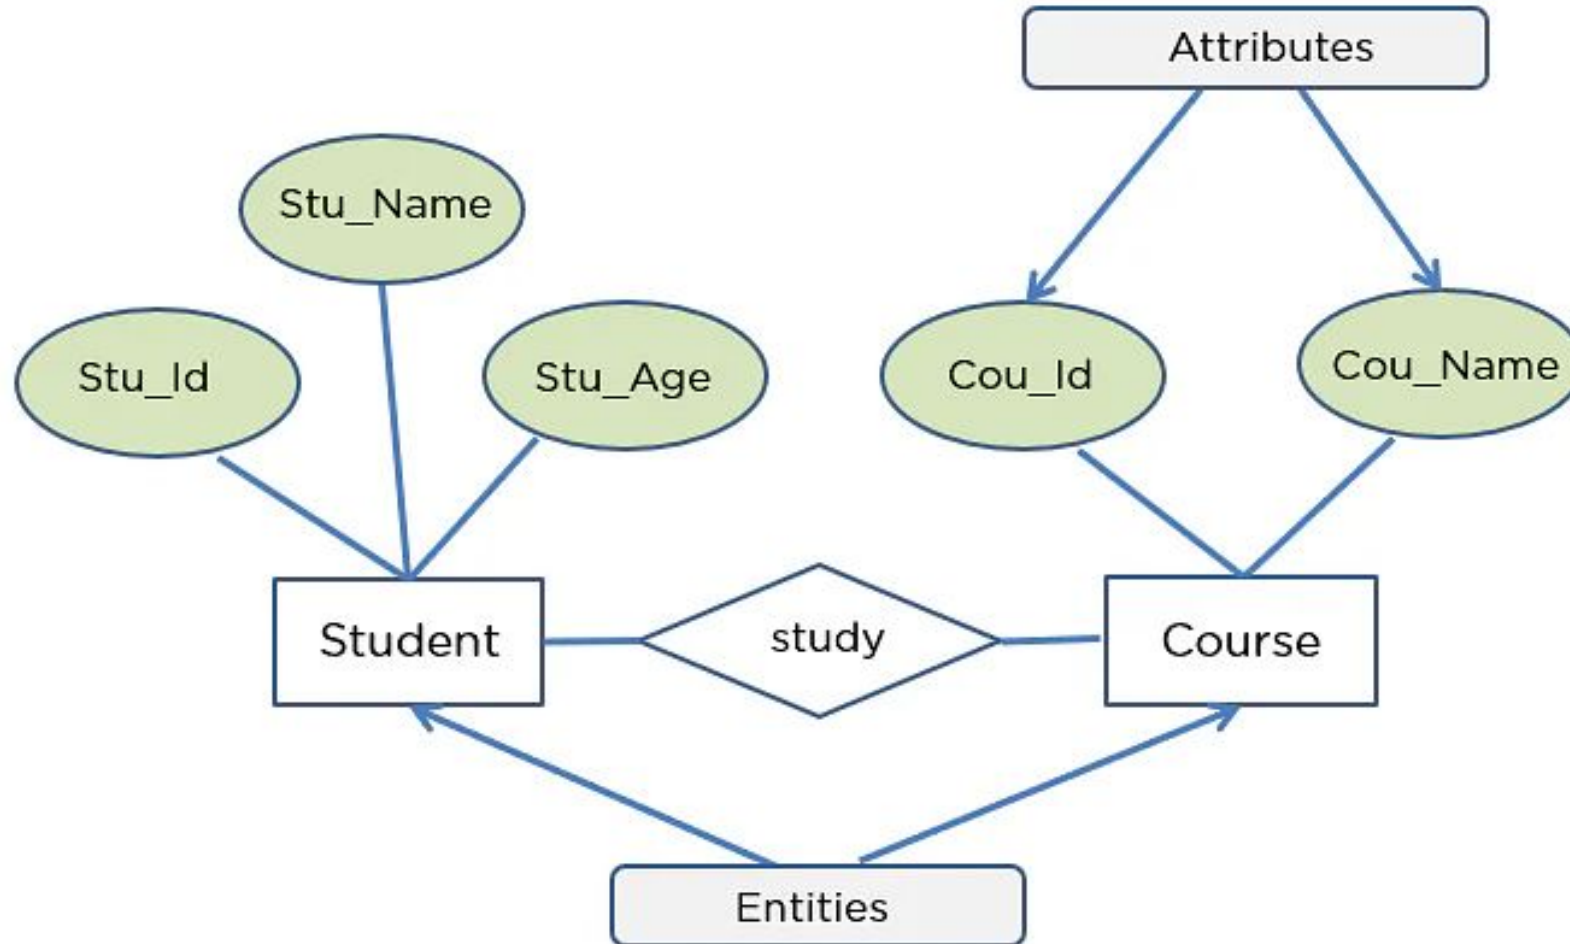 Attributes
Stu_Name
Stu_Id
Stu_Age
Cou_Id
Cou_Name
Student
study
Course
Entities